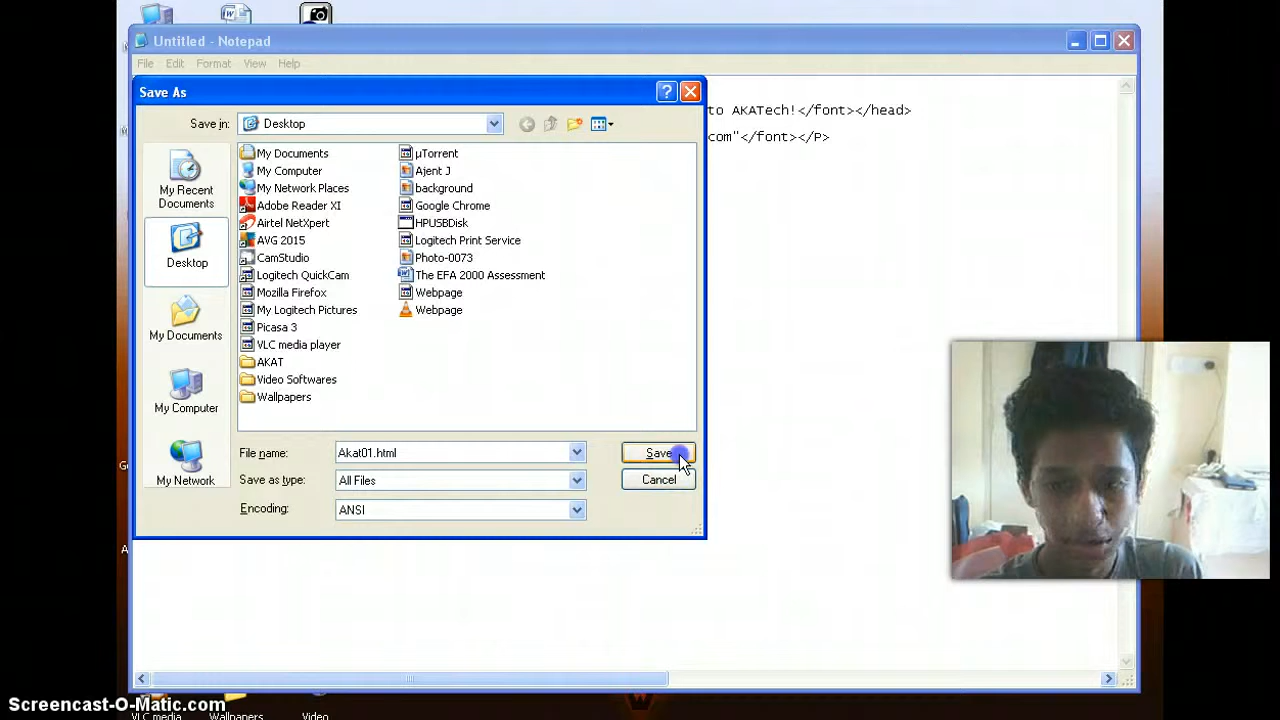 Untitled - Notepad
File Edit Format View Help
Save As
to AKATech!</font></head>
Save in: Desktop
com"</font></P>
My Recent Documents
Desktop
My Documents
My Computer
My Network
My Documents
My Computer
My Network Places
Adobe Reader XI
Airtel NetXpert
AVG 2015
CamStudio
Logitech QuickCam
Mozilla Firefox
My Logitech Pictures
Picasa 3
VLC media player
AKAT
Video Softwares
Wallpapers
µTorrent
Ajent J
background
Google Chrome
HPUSBDisk
Logitech Print Service
Photo-0073
The EFA 2000 Assessment
Webpage
Webpage
File name: Akat01.html Save
Save as type: All Files Cancel
Encoding: ANSI
Screencast-O-Matic.com
VLC media Wallpapers Video